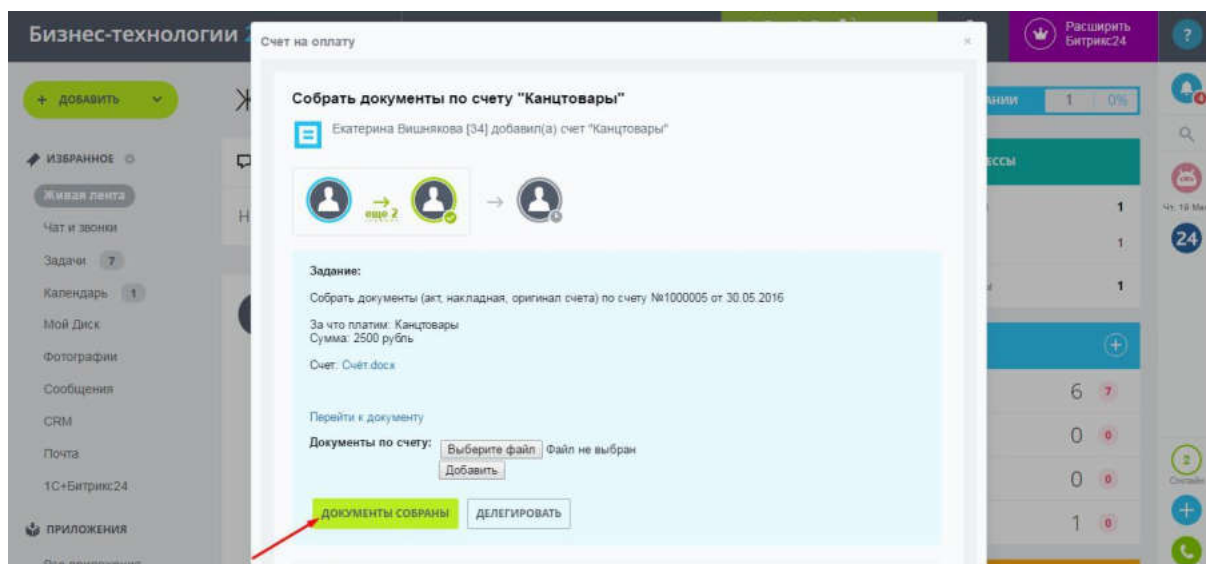 Бизнес-технологии
Счет на оплату
×
Расширить
Битрикс24
?
+ ДОБАВИТЬ
Ж
1 0%
4
ИЗБРАННОЕ
Живая лента
Чат и звонки
Задачи 7
Календарь 1
Мой Диск
Фотографии
Сообщения
CRM
Почта
1С+Битрикс24
ПРИЛОЖЕНИЯ
Собрать документы по счету "Канцтовары"
Екатерина Вишнякова [34] добавил(а) счет "Канцтовары"
еще 2
Задание:
Собрать документы (акт, накладная, оригинал счета) по счету №1000005 от 30.05.2016
За что платим: Канцтовары
Сумма: 2500 рубль
Счет: Счёт.docx
Перейти к документу
Документы по счету: Выберите файл Файл не выбран
Добавить
ДОКУМЕНТЫ СОБРАНЫ ДЕЛЕГИРОВАТЬ
1
1
1
6 7
0 0
0 0
1 0
24
2